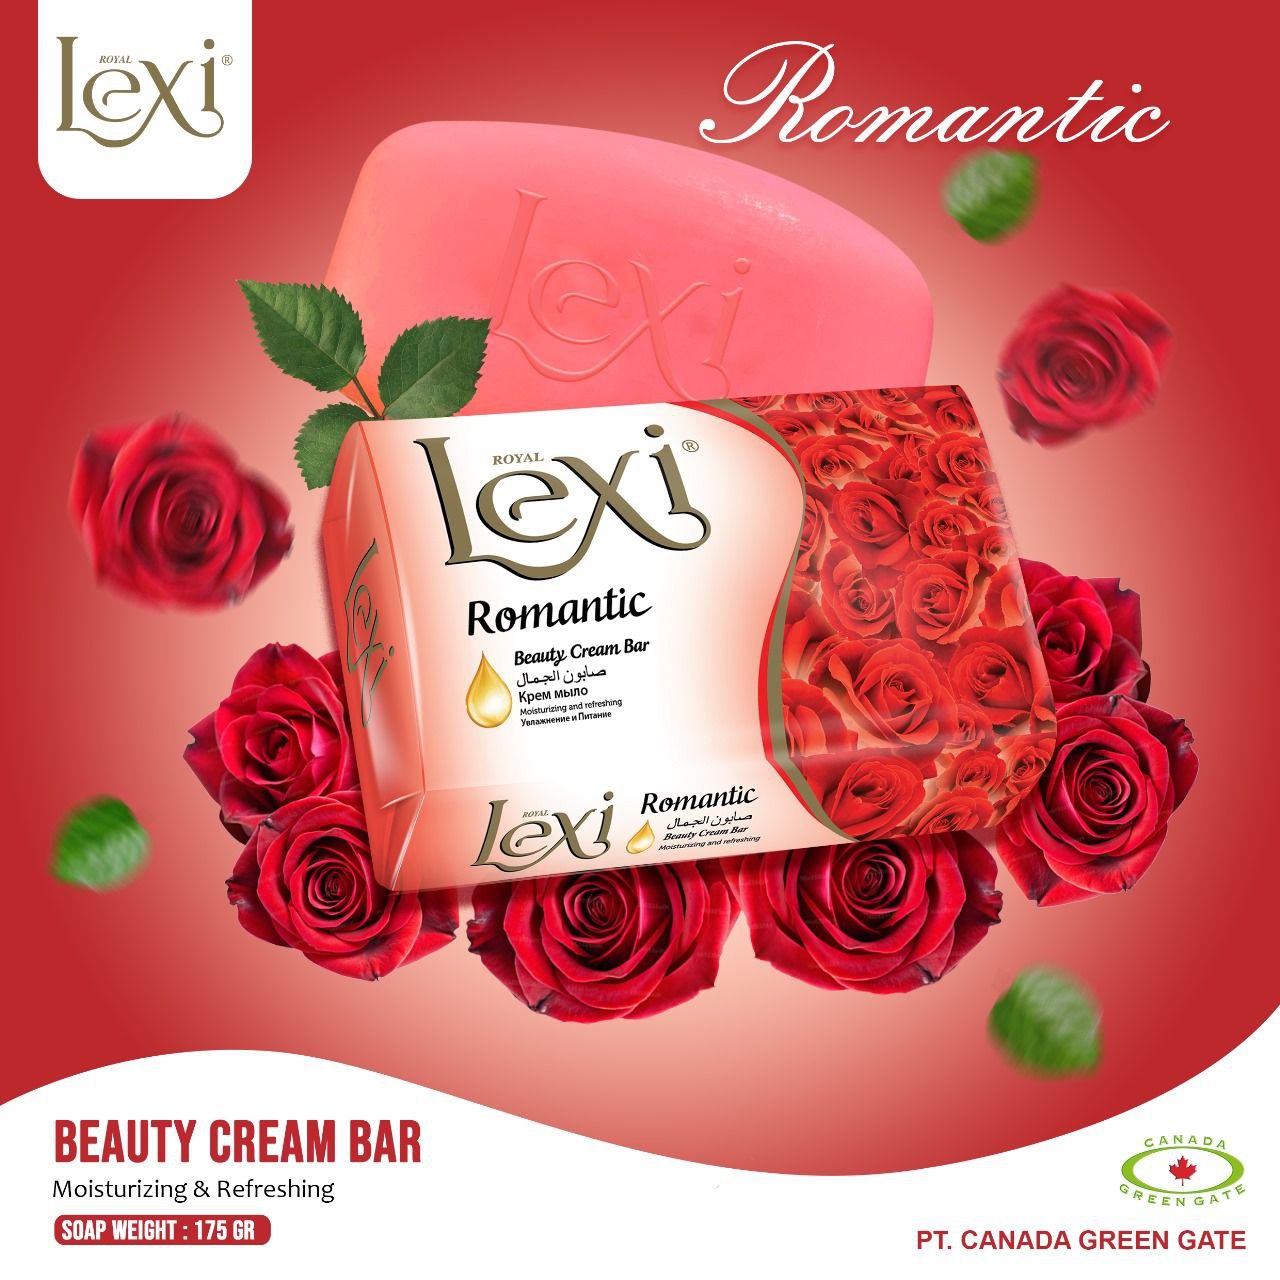 ROYAL
Lexi®
Romantic
Lexi
ROYAL
Lexi®
Romantic
Beauty Cream Bar
صابون الجمال
Крем мыло
Moisturizing and refreshing
Увлажнение и Питание
Lexi
ROYAL
Lexi
Romantic
صابون الجمال
Beauty Cream Bar
Moisturizing and refreshing
BEAUTY CREAM BAR
Moisturizing & Refreshing
SOAP WEIGHT : 175 GR
CANADA
GREEN GATE
PT. CANADA GREEN GATE